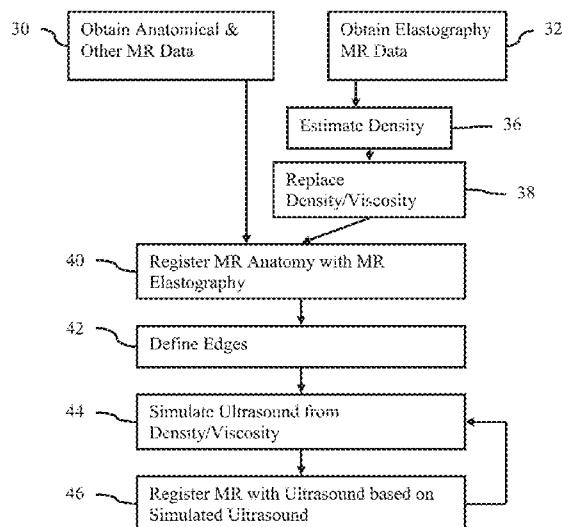 30
Obtain Anatomical &
Other MR Data
Obtain Elastography
MR Data
32
Estimate Density
36
Replace
Density/Viscosity
38
40
Register MR Anatomy with MR
Elastography
42
Define Edges
44
Simulate Ultrasound from
Density/Viscosity
46
Register MR with Ultrasound based on
Simulated Ultrasound